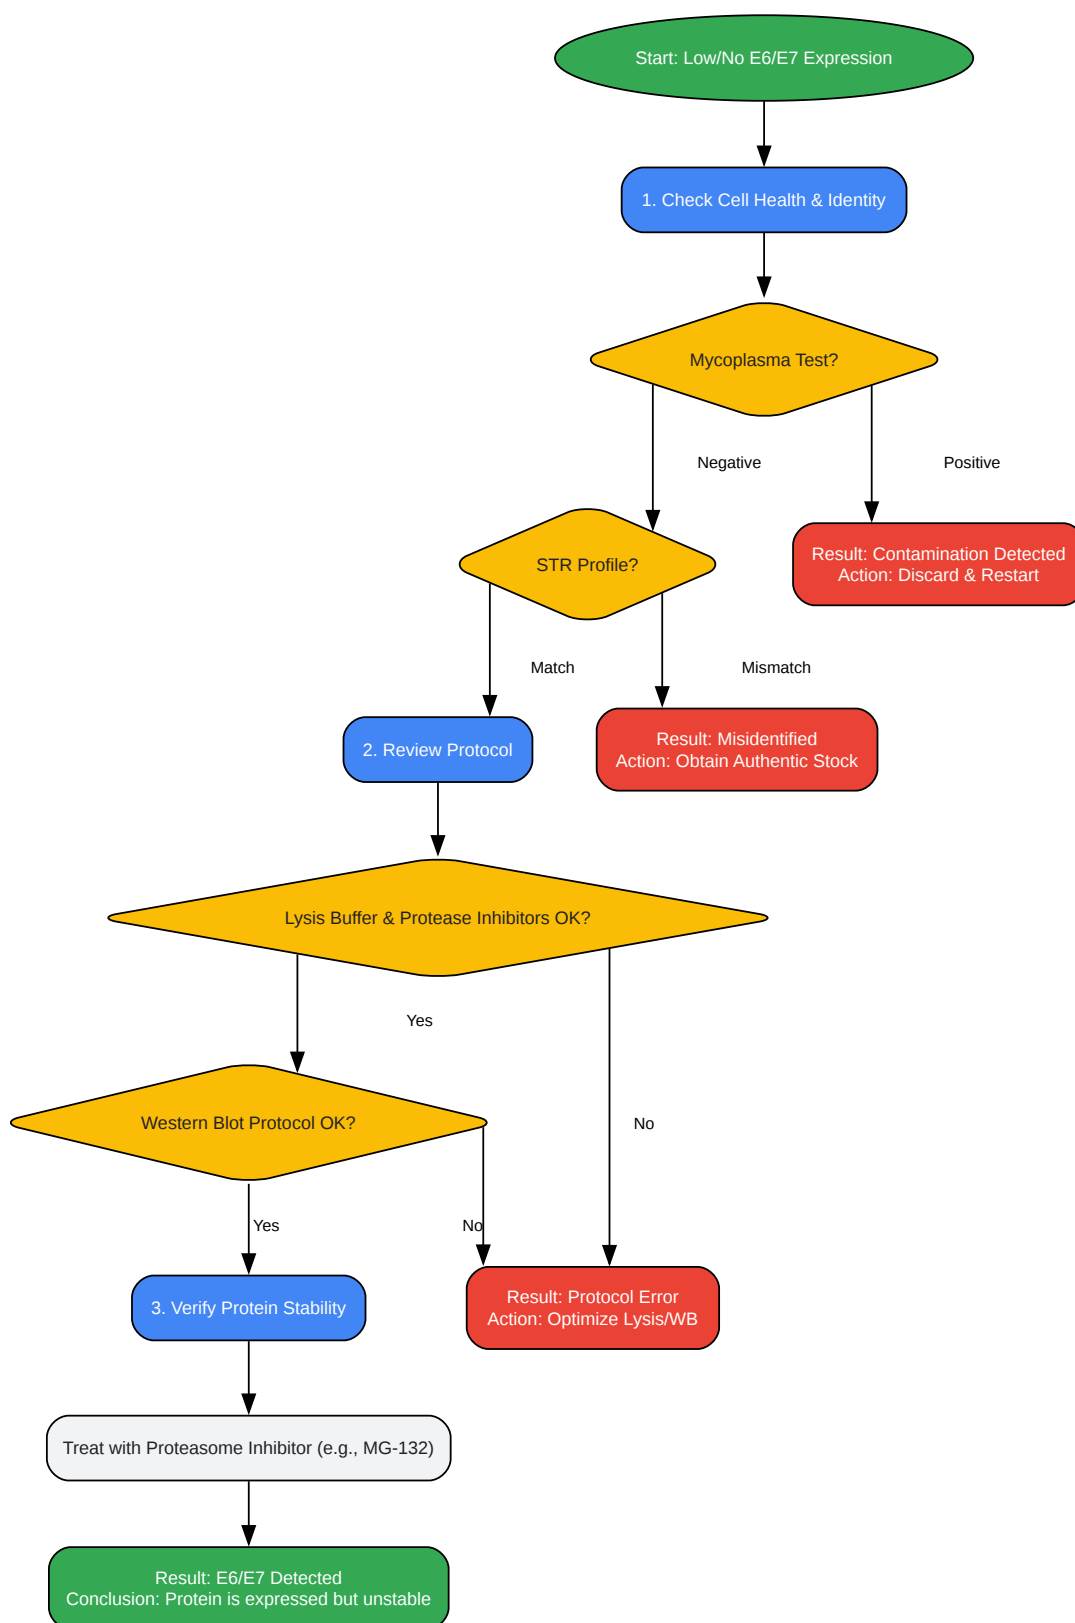 Start: Low/No E6/E7 Expression
1. Check Cell Health & Identity
Mycoplasma Test?
Negative
Positive
Result: Contamination Detected
Action: Discard & Restart
STR Profile?
Match
Mismatch
Result: Misidentified
Action: Obtain Authentic Stock
2. Review Protocol
Lysis Buffer & Protease Inhibitors OK?
Yes
No
Western Blot Protocol OK?
Yes
No
Result: Protocol Error
Action: Optimize Lysis/WB
3. Verify Protein Stability
Treat with Proteasome Inhibitor (e.g., MG-132)
Result: E6/E7 Detected
Conclusion: Protein is expressed but unstable